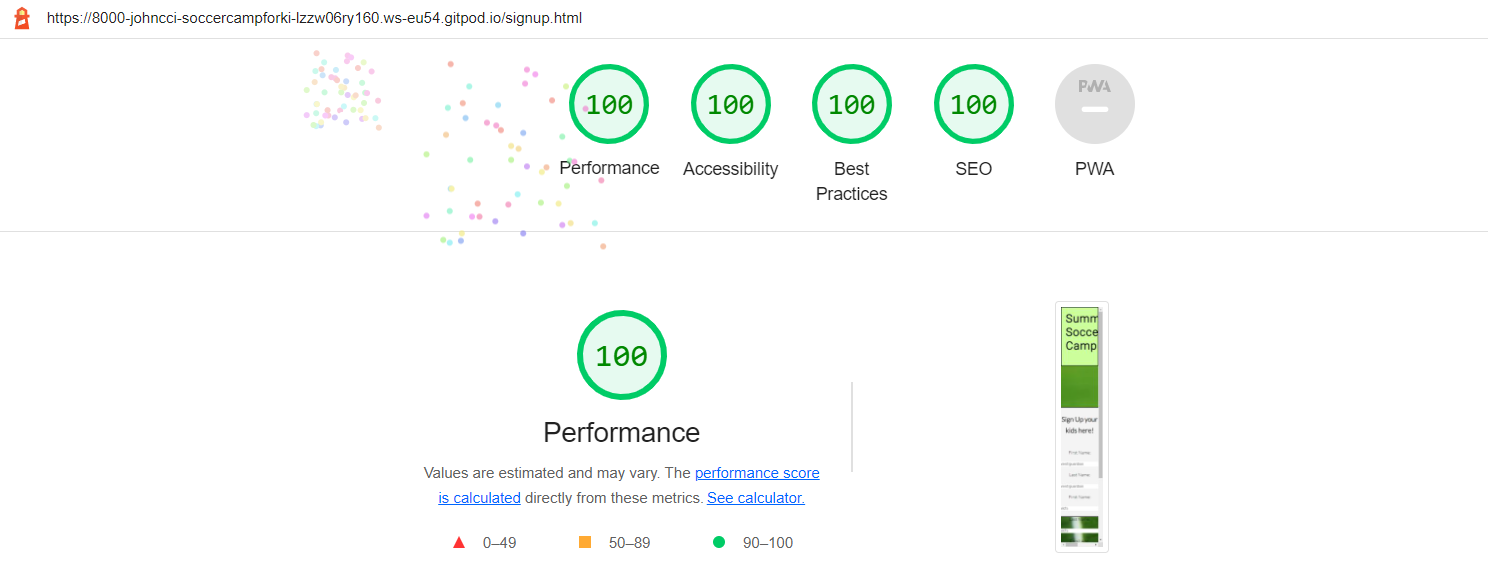 https://8000-johncci-soccercampforki-lzzw06ry160.ws-eu54.gitpod.io/signup.html
100 100 100 100 PWA
Performance Accessibility Best Practices SEO PWA
100
Performance
Values are estimated and may vary. The performance score
is calculated directly from these metrics. See calculator.
0–49 50–89 90–100
Summ
Socce
Camp
Sign Up your
kids here!
First Name
Last Name
First Name